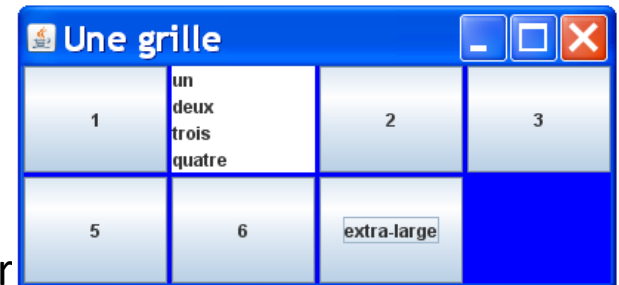 Une grille
1
un
deux
trois
quatre
2
3
5
6
extra-large
r